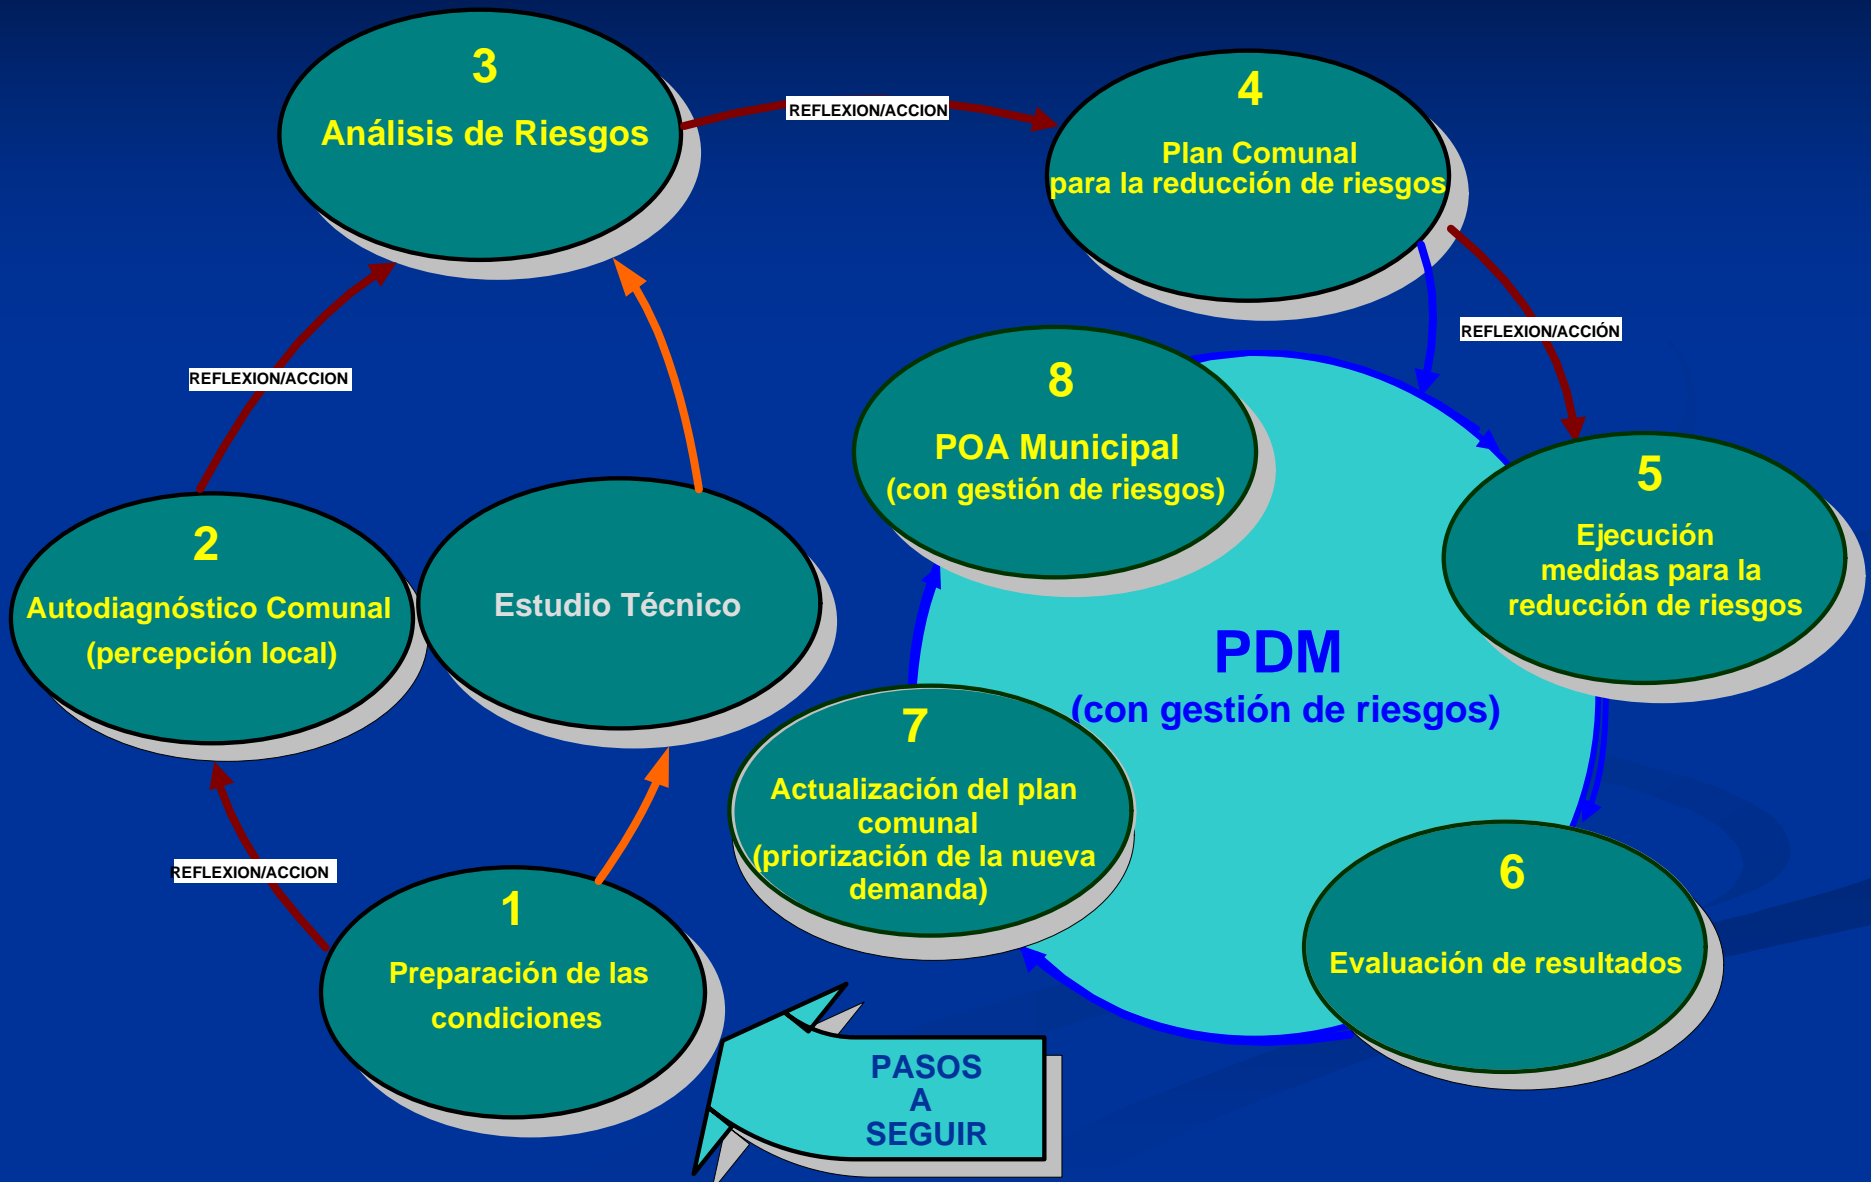 3
Análisis de Riesgos
REFLEXION/ACCION
4
Plan Comunal
para la reducción de riesgos
REFLEXION/ACCIÓN
REFLEXION/ACCION
8
POA Municipal
(con gestión de riesgos)
5
Ejecución
medidas para la
reducción de riesgos
2
Autodiagnóstico Comunal
(percepción local)
Estudio Técnico
PDM
(con gestión de riesgos)
7
Actualización del plan
comunal
(priorización de la nueva
demanda)
6
Evaluación de resultados
REFLEXION/ACCION
1
Preparación de las
condiciones
PASOS
A
SEGUIR